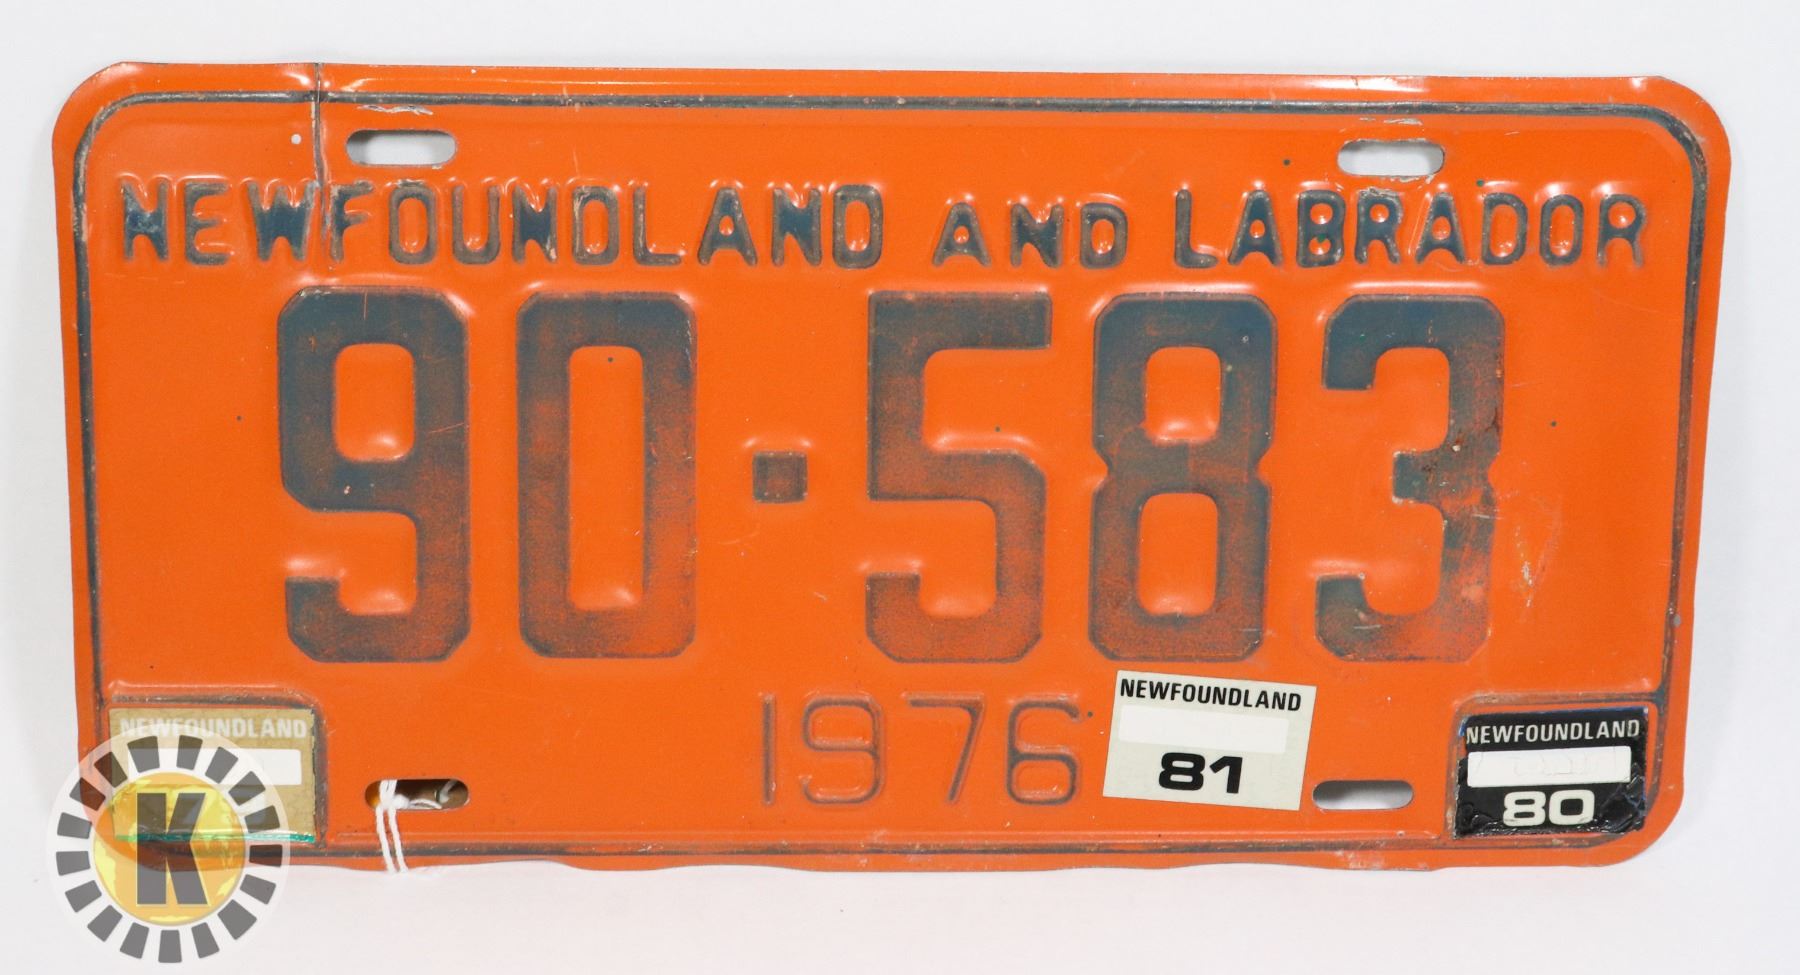 NEWFOUNDLAND AND LABRADOR
90-583
1976
NEWFOUNDLAND
NEWFOUNDLAND
81
NEWFOUNDLAND
80
K